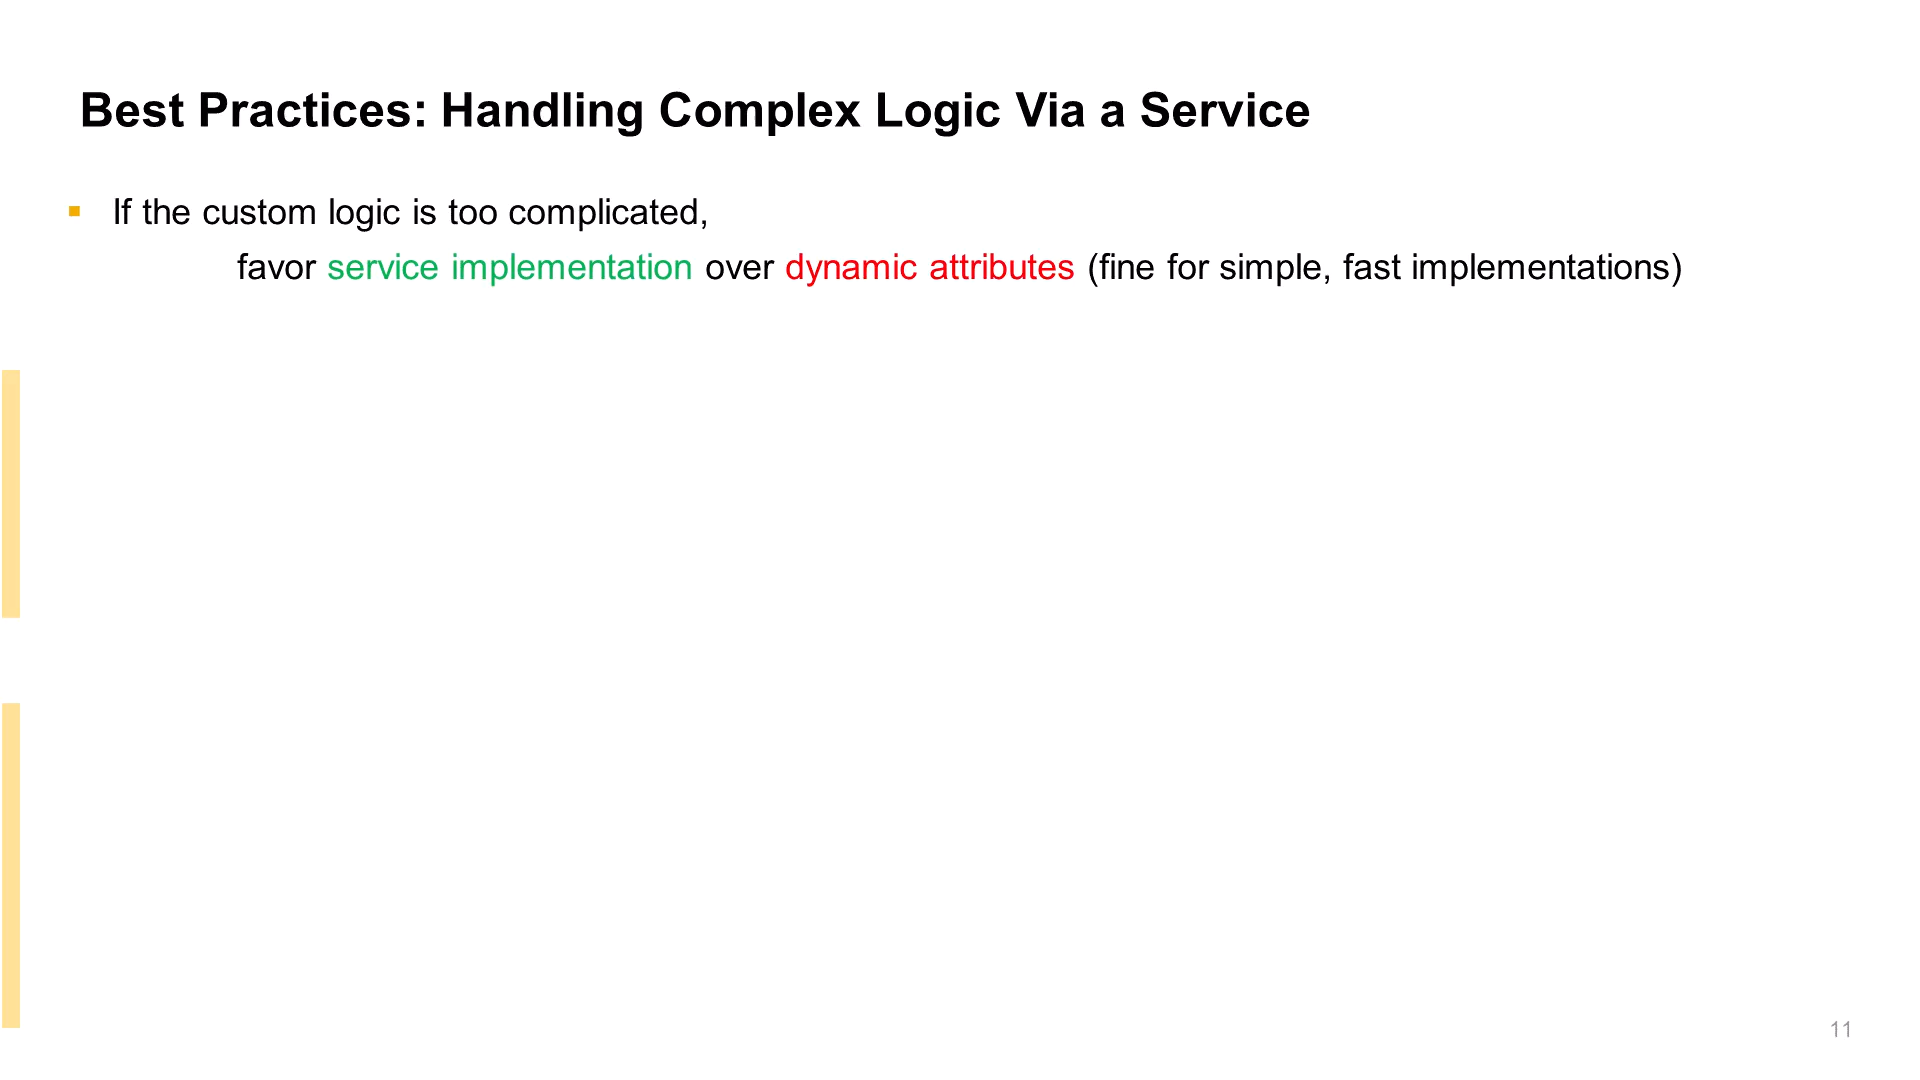 Best Practices: Handling Complex Logic Via a Service
▪ If the custom logic is too complicated,
favor service implementation over dynamic attributes (fine for simple, fast implementations)
11